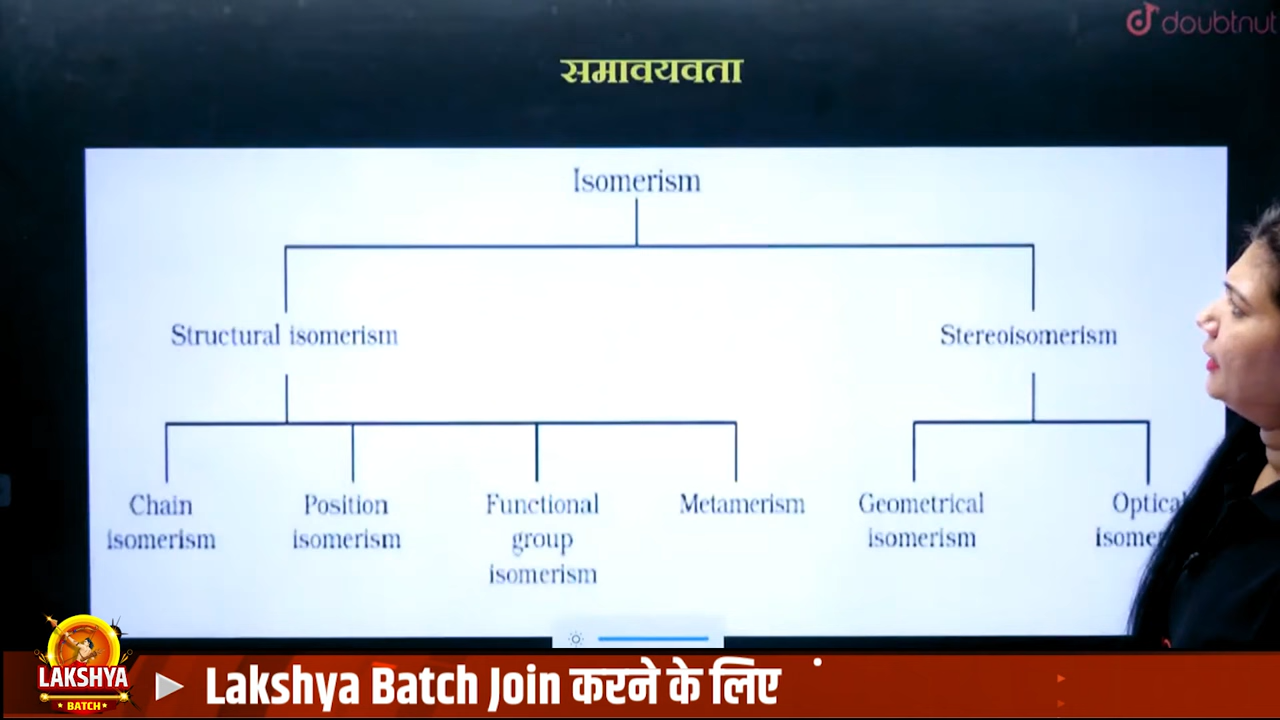 doubtnut
समावयवता
Isomerism
Structural isomerism
Stereoisomerism
Chain
isomerism
Position
isomerism
Functional
group
isomerism
Metamerism
Geometrical
isomerism
LAKSHYA
BATCH
Lakshya Batch Join करने के लिए